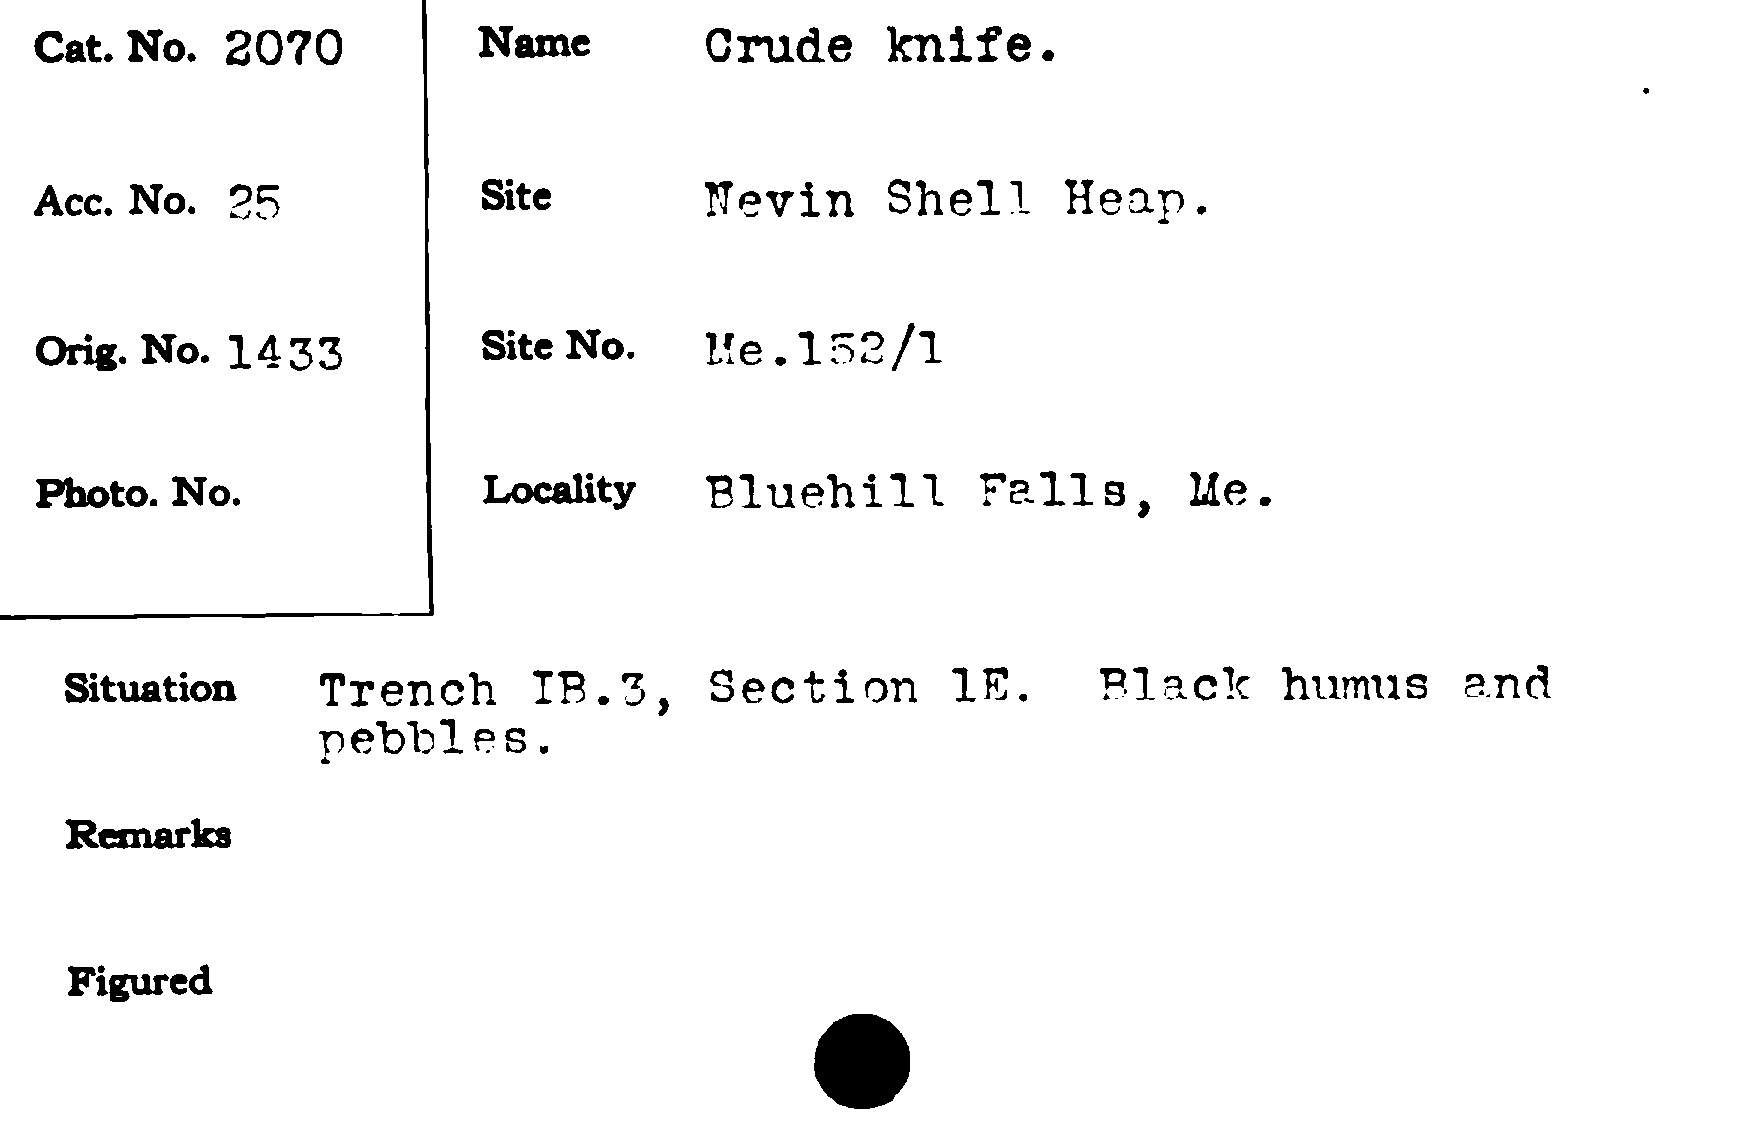 Cat. No. 2070
Name Crude knife.
Acc. No. 25
Site Nevin Shell Heap.
Orig. No. 1433
Site No. Me.152/1
Photo. No.
Locality Bluehill Falls, Me.
Situation Trench IB.3, Section 1E. Black humus and
pebbles.
Remarks
Figured